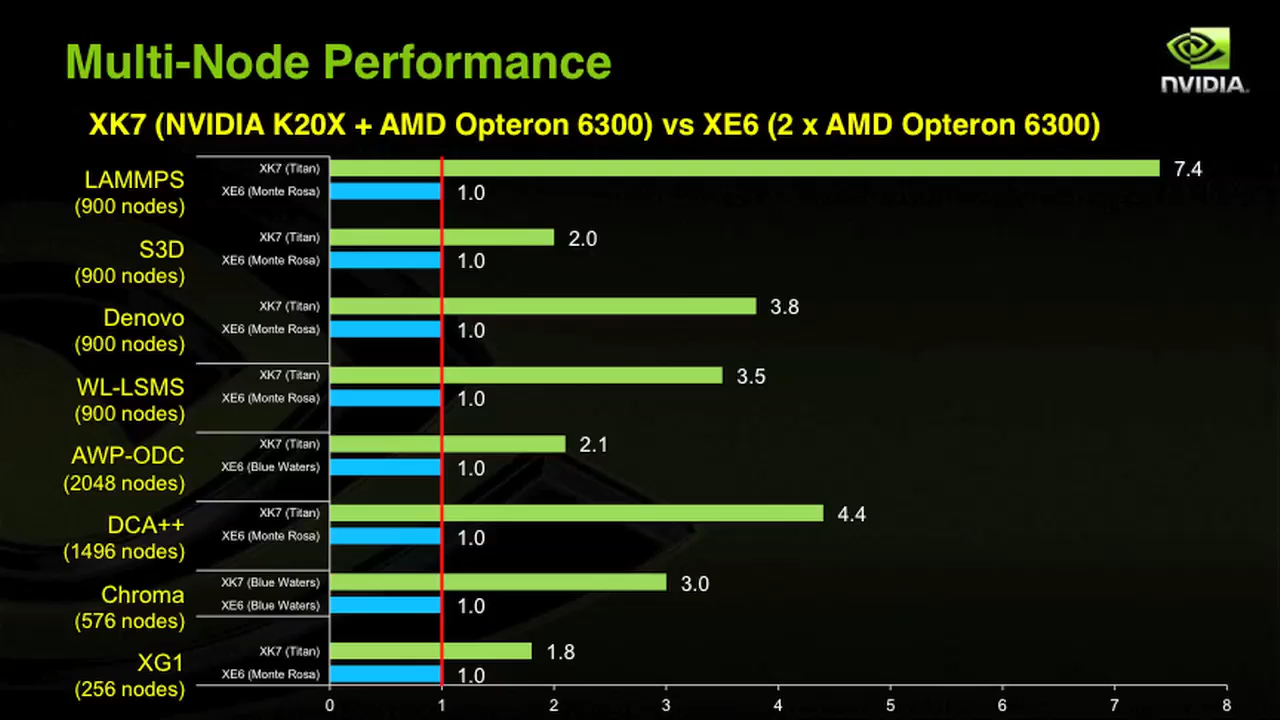 Multi-Node Performance
NVIDIA.
XK7 (NVIDIA K20X + AMD Opteron 6300) vs XE6 (2 x AMD Opteron 6300)
LAMMPS
(900 nodes)
XK7 (Titan)
7.4
XE6 (Monte Rosa)
1.0
S3D
(900 nodes)
XK7 (Titan)
2.0
XE6 (Monte Rosa)
1.0
Denovo
(900 nodes)
XK7 (Titan)
3.8
XE6 (Monte Rosa)
1.0
WL-LSMS
(900 nodes)
XK7 (Titan)
3.5
XE6 (Monte Rosa)
1.0
AWP-ODC
(2048 nodes)
XK7 (Titan)
2.1
XE6 (Blue Waters)
1.0
DCA++
(1496 nodes)
XK7 (Titan)
4.4
XE6 (Monte Rosa)
1.0
Chroma
(576 nodes)
XK7 (Blue Waters)
3.0
XE6 (Blue Waters)
1.0
XG1
(256 nodes)
XK7 (Titan)
1.8
XE6 (Monte Rosa)
1.0
0 1 2 3 4 5 6 7 8